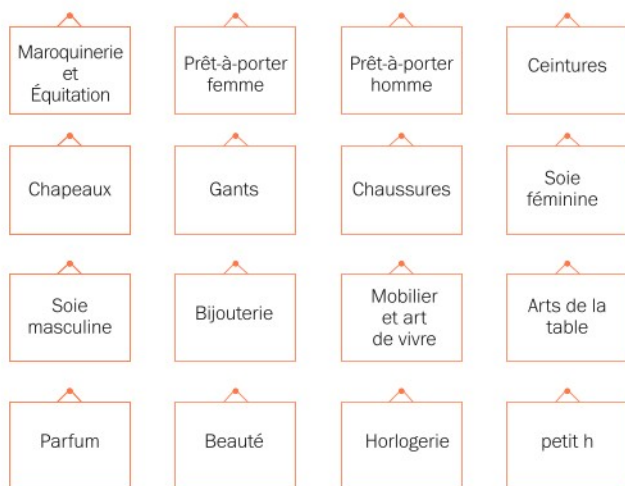 Maroquinerie
et
Équitation
Prêt-à-porter
femme
Prêt-à-porter
homme
Ceintures
Chapeaux
Gants
Chaussures
Soie
féminine
Soie
masculine
Bijouterie
Mobilier
et art
de vivre
Arts de la
table
Parfum
Beauté
Horlogerie
petit h